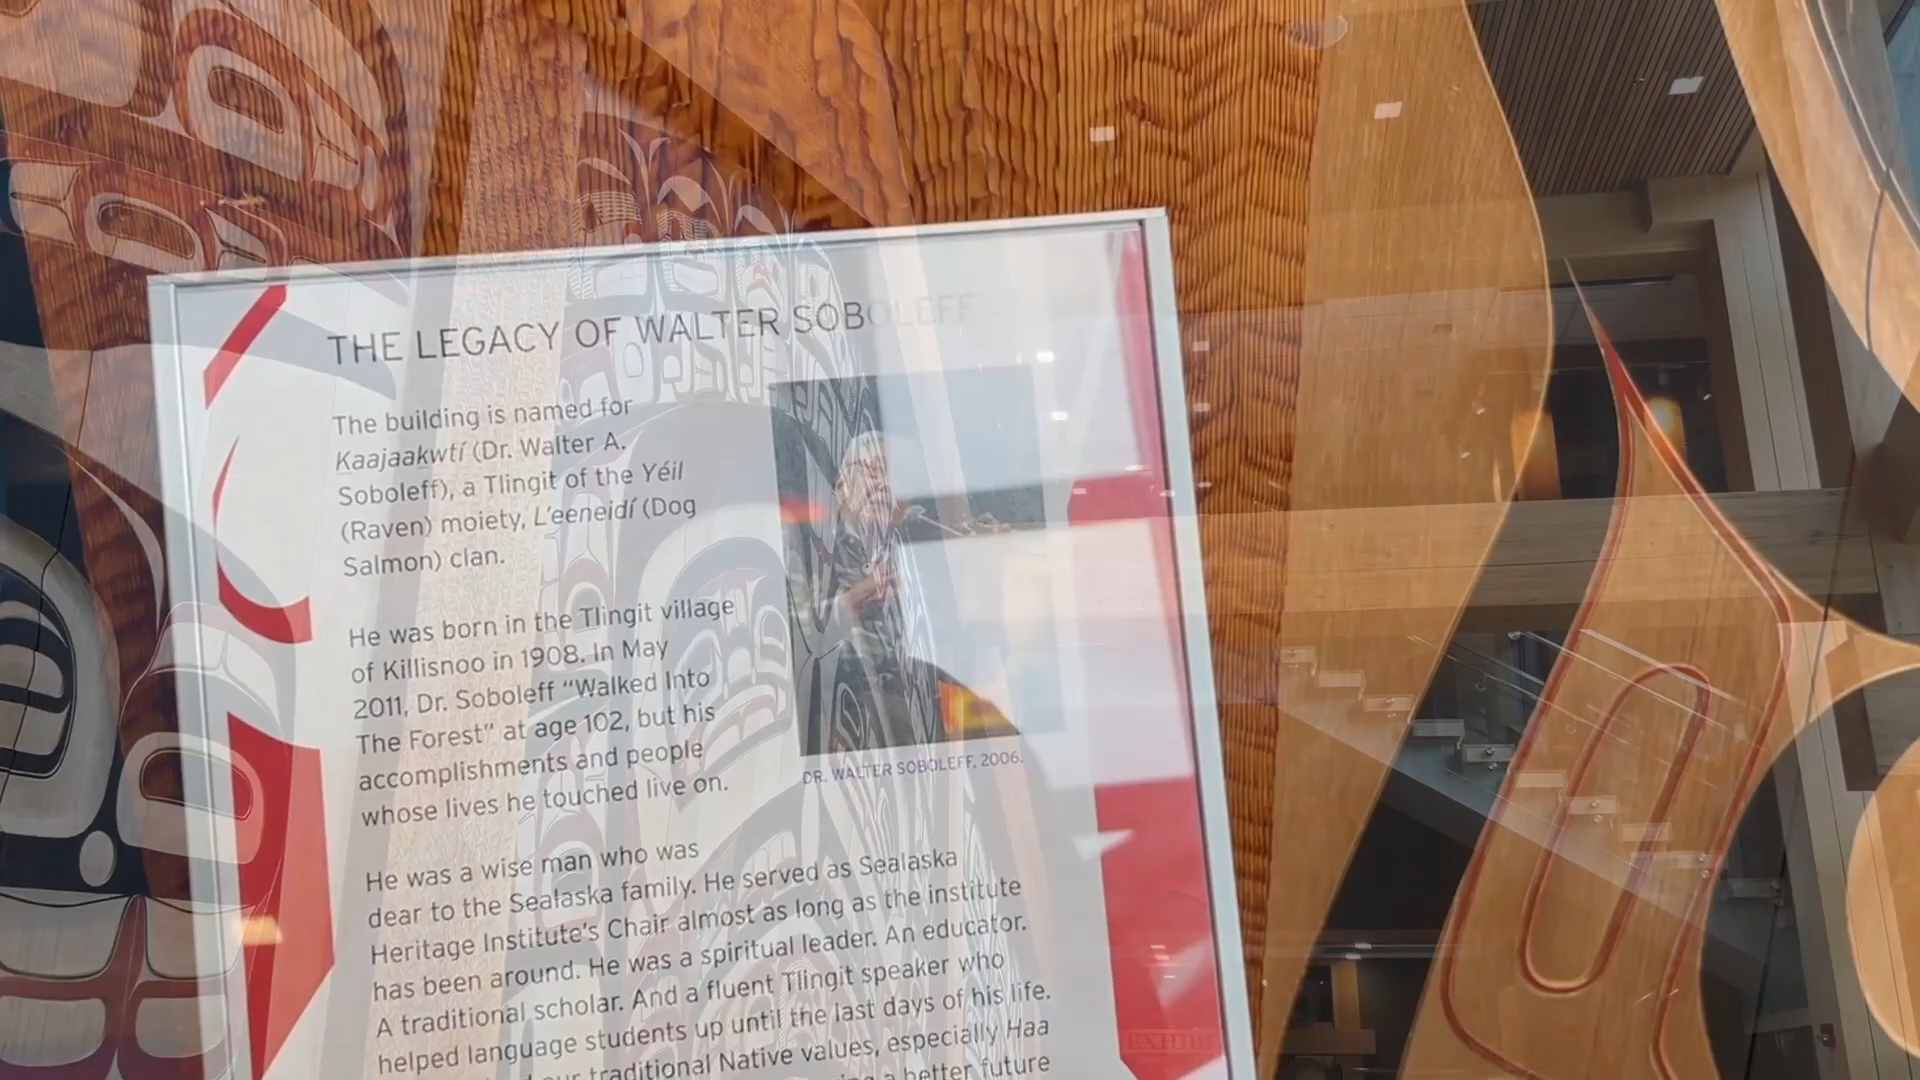 THE LEGACY OF WALTER SOBOLEFF
The building is named for
Kaajaakwtí (Dr. Walter A.
Soboleff), a Tlingit of the Yéil
(Raven) moiety, L'eeneidí (Dog
Salmon) clan.
He was born in the Tlingit village
of Killisnoo in 1908. In May
2011, Dr. Soboleff “Walked Into
The Forest” at age 102, but his
accomplishments and people
whose lives he touched live on.
DR. WALTER SOBOLEFF, 2006.
He was a wise man who was
dear to the Sealaska family. He served as Sealaska
Heritage Institute's Chair almost as long as the institute
has been around. He was a spiritual leader. An educator.
A traditional scholar. And a fluent Tlingit speaker who
helped language students up until the last days of his life.
our traditional Native values, especially Haa
a better future
EXHIBIT